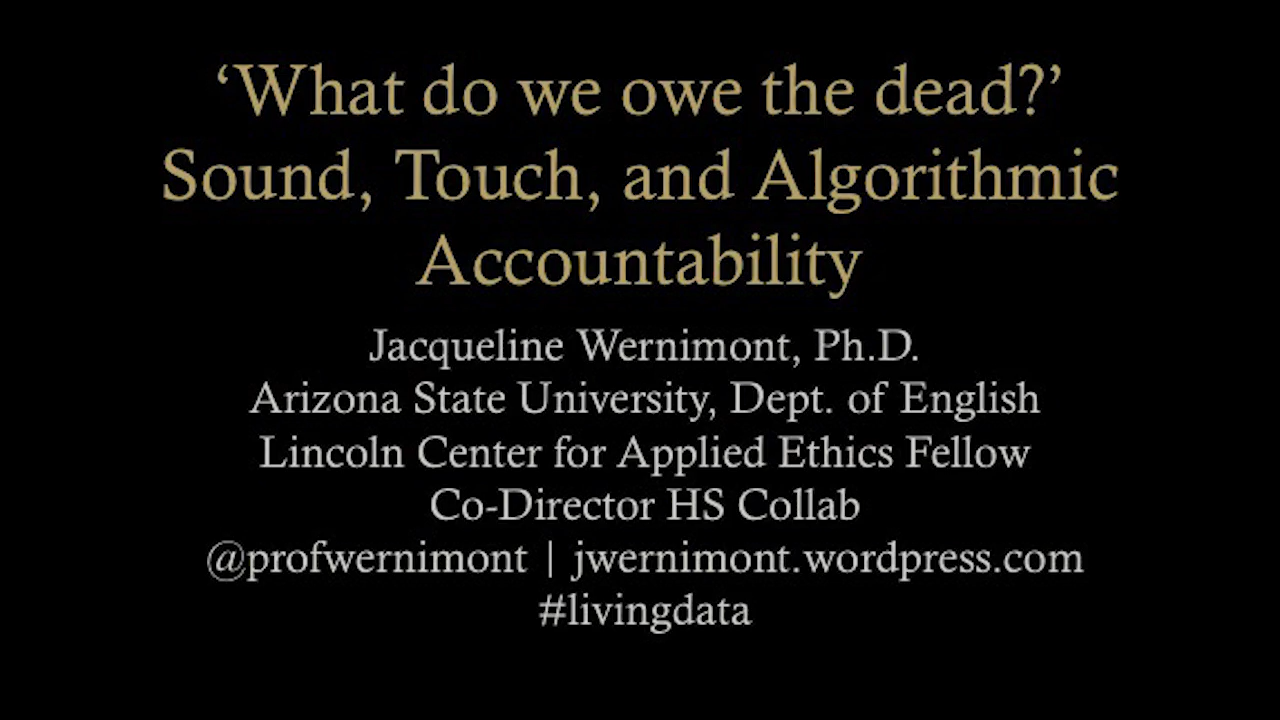 ‘What do we owe the dead?’
Sound, Touch, and Algorithmic
Accountability
Jacqueline Wernimont, Ph.D.
Arizona State University, Dept. of English
Lincoln Center for Applied Ethics Fellow
Co-Director HS Collab
@profwernimont | jwernimont.wordpress.com
#livingdata